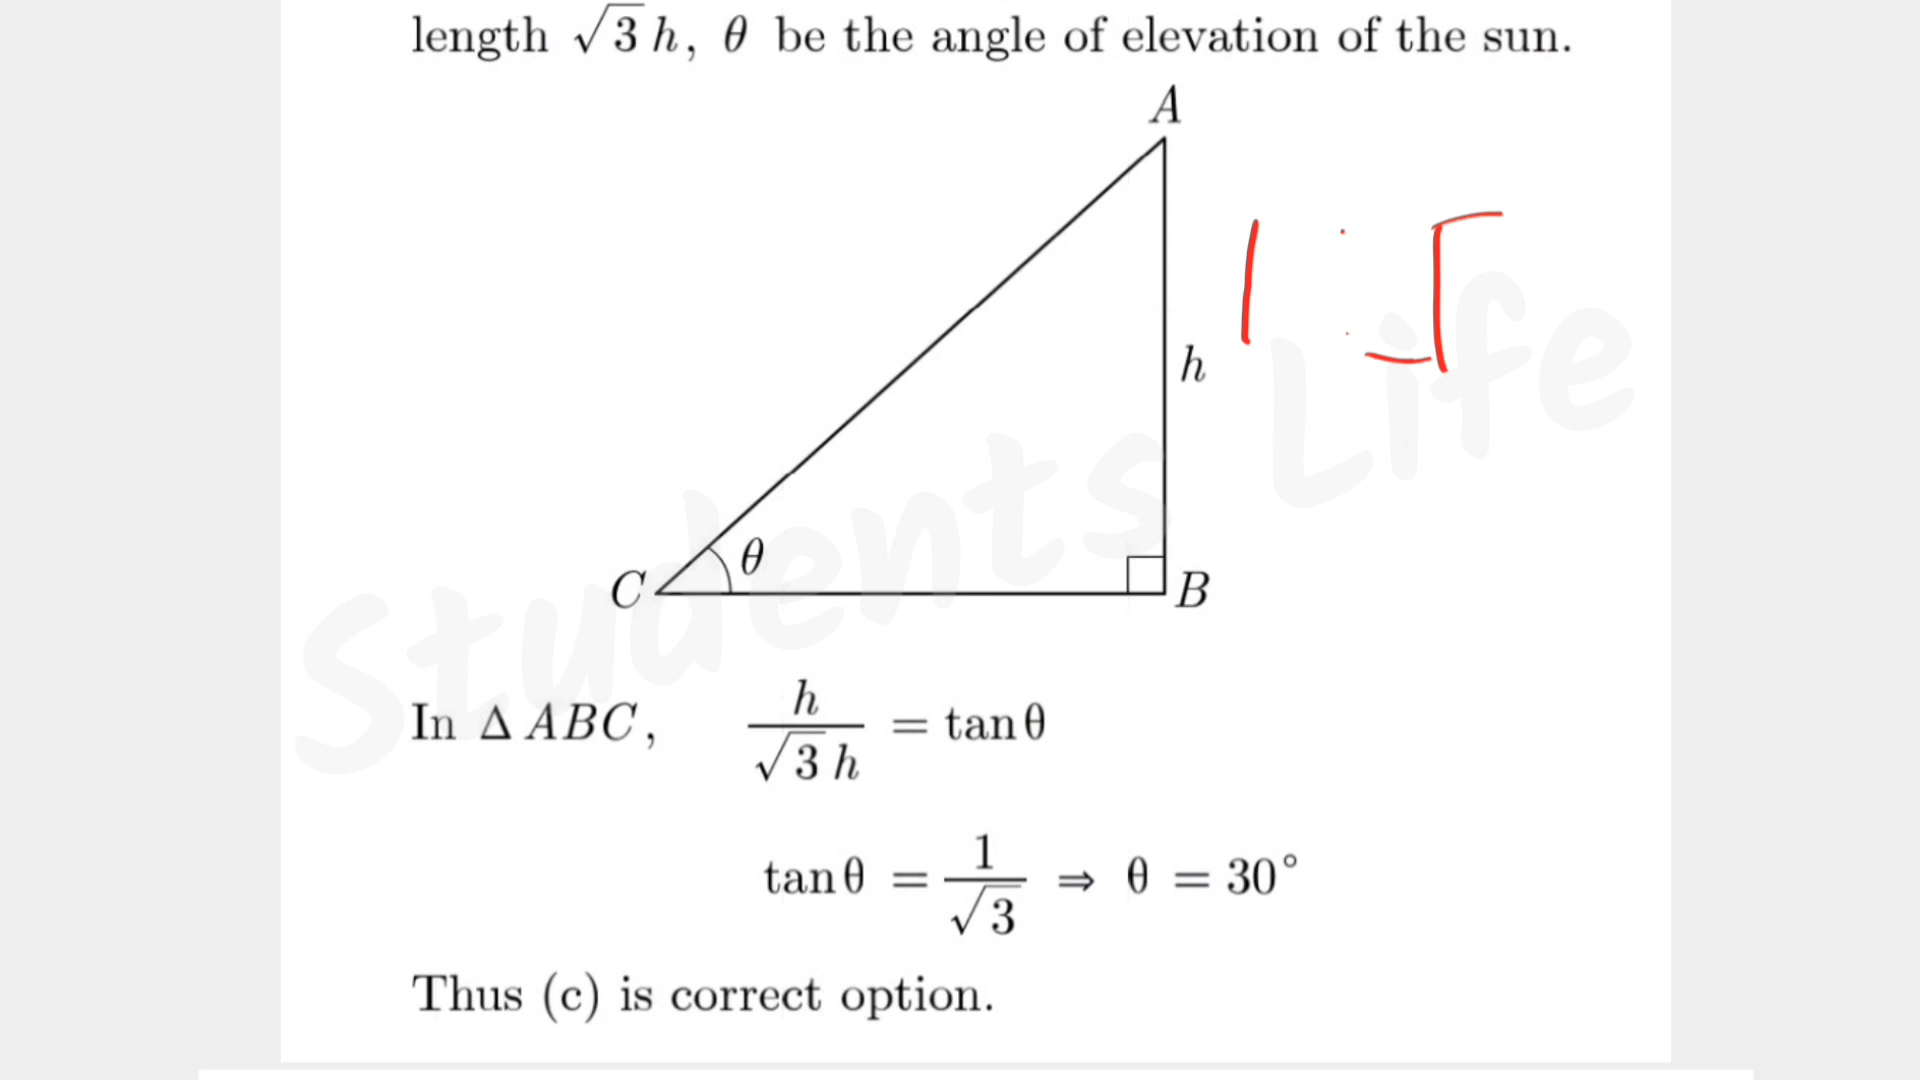 length √3 h, θ be the angle of elevation of the sun.
A
1 : √
h
θ
C
B
In Δ ABC, h/√3 h = tan θ
tan θ = 1/√3 ⇒ θ = 30°
Thus (c) is correct option.
Students Life